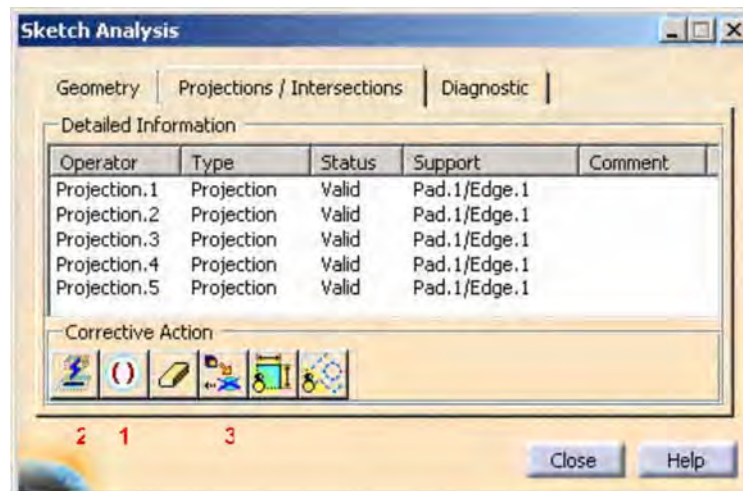 Sketch Analysis
Geometry Projections / Intersections Diagnostic
Detailed Information
Operator Type Status Support Comment
Projection.1 Projection Valid Pad.1/Edge.1
Projection.2 Projection Valid Pad.1/Edge.1
Projection.3 Projection Valid Pad.1/Edge.1
Projection.4 Projection Valid Pad.1/Edge.1
Projection.5 Projection Valid Pad.1/Edge.1
Corrective Action
2 1 3
Close Help